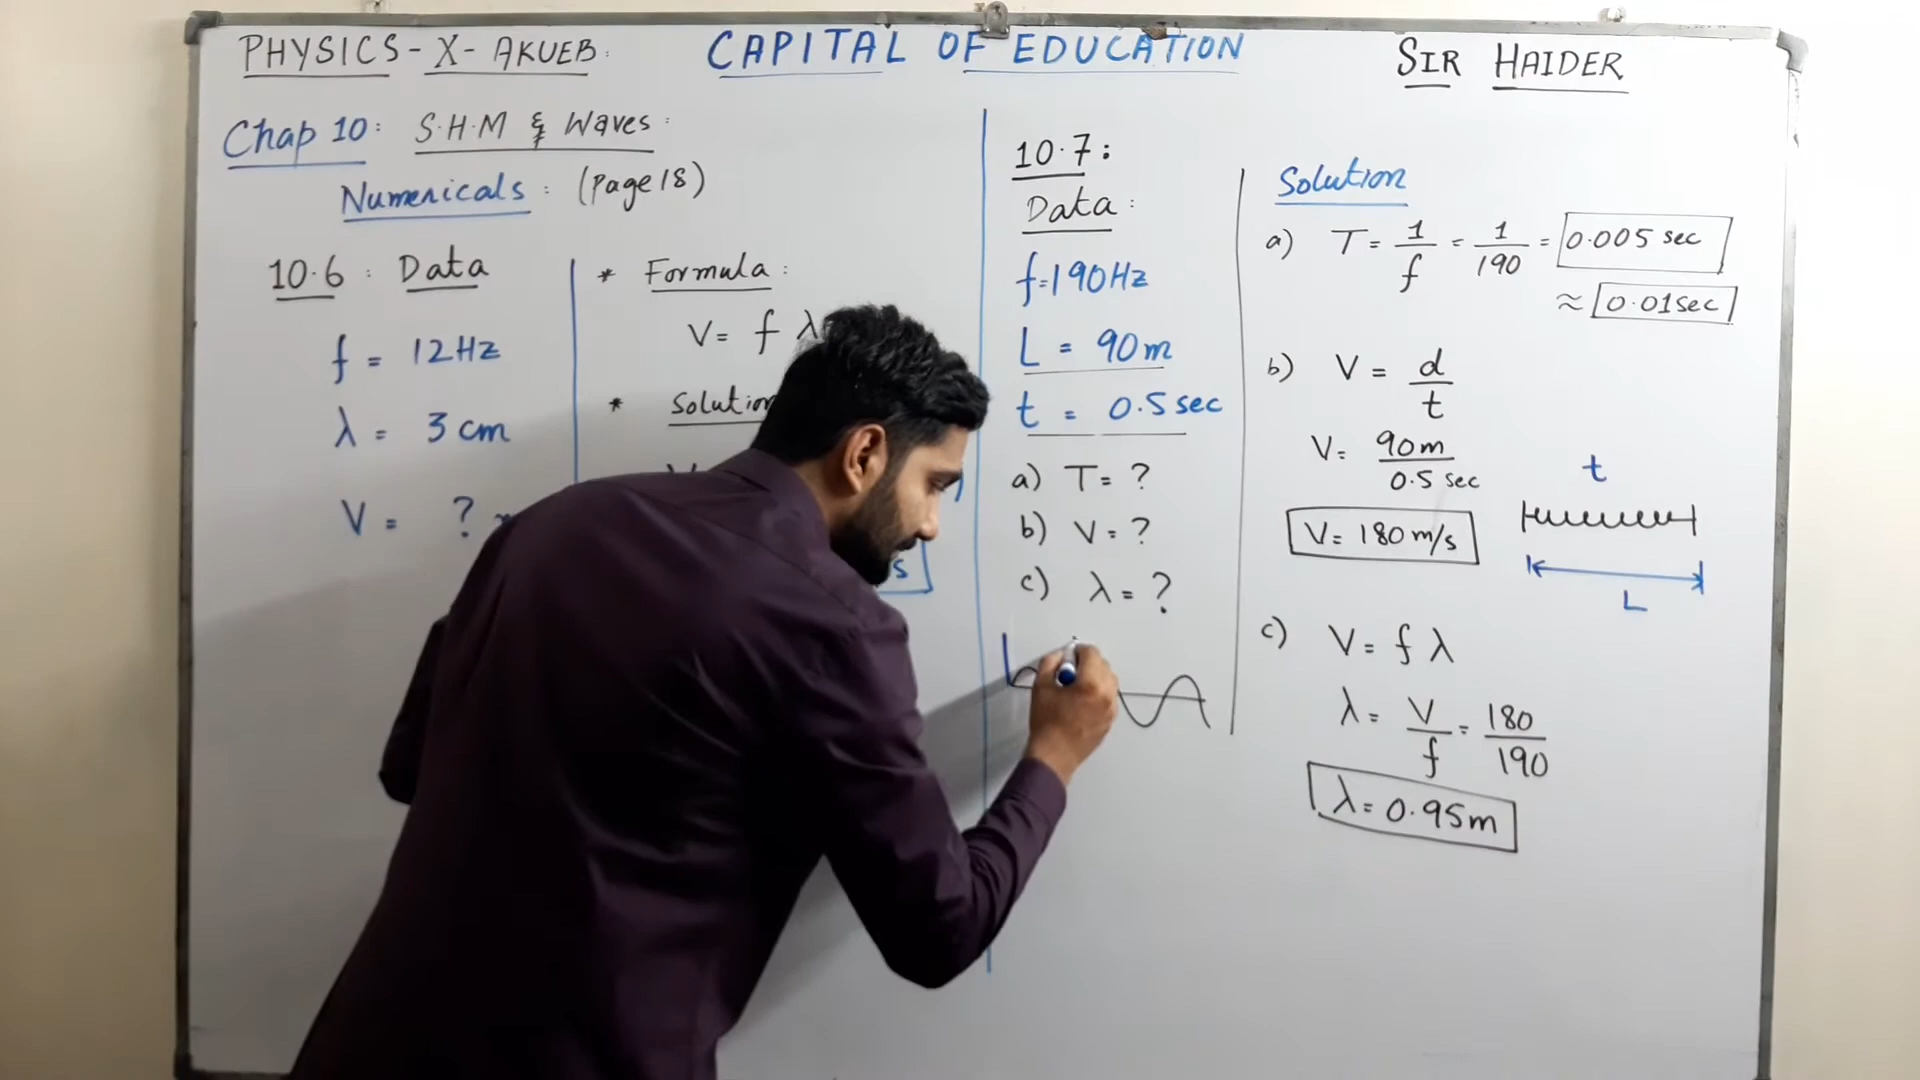 PHYSICS - X - AKUEB:
CAPITAL OF EDUCATION
SIR HAIDER
Chap 10: S.H.M & Waves:
Numericals: (Page 18)
10.6: Data
f = 12Hz
λ = 3 cm
V = ?
* Formula:
V = f λ
* Solution
s
10.7:
Data:
f = 190Hz
L = 90m
t = 0.5 sec
a) T = ?
b) V = ?
c) λ = ?
Solution
a) T = 1/f = 1/190 = 0.005 sec
≈ 0.01 sec
b) V = d/t
V = 90m/0.5 sec
V = 180 m/s
t
L
c) V = f λ
λ = V/f = 180/190
λ = 0.95m